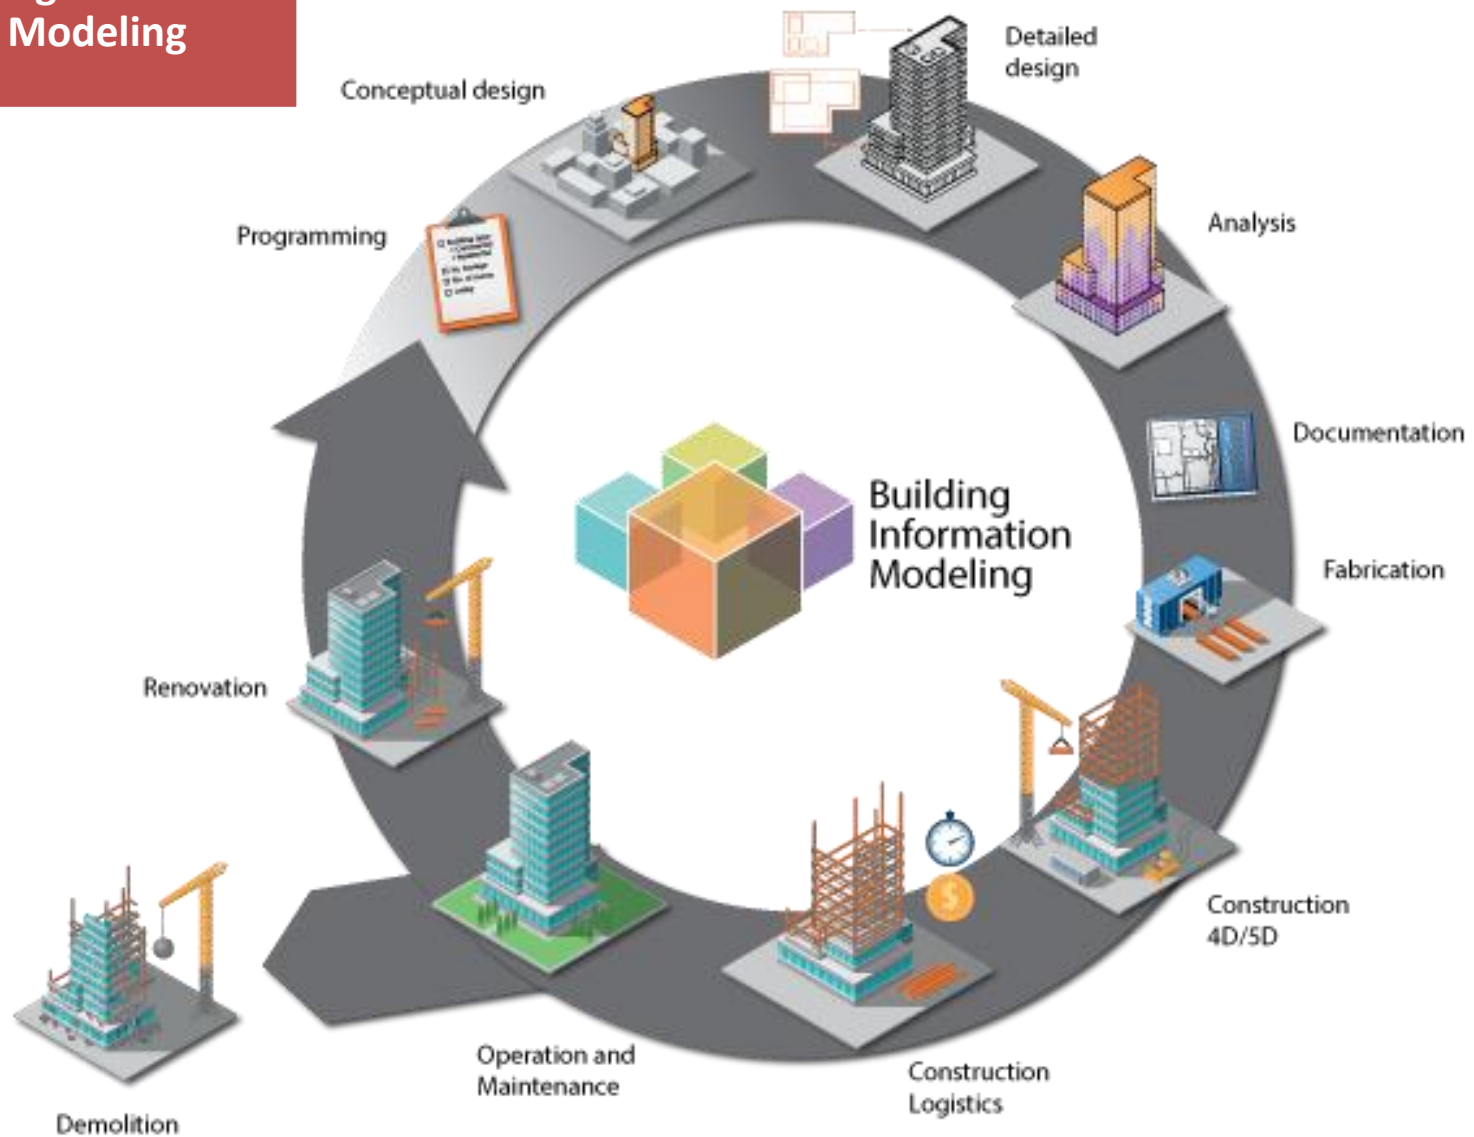 Modeling
Conceptual design
Detailed
design
Programming
Analysis
Documentation
Building
Information
Modeling
Fabrication
Renovation
Construction
4D/5D
Operation and
Maintenance
Construction
Logistics
Demolition
$